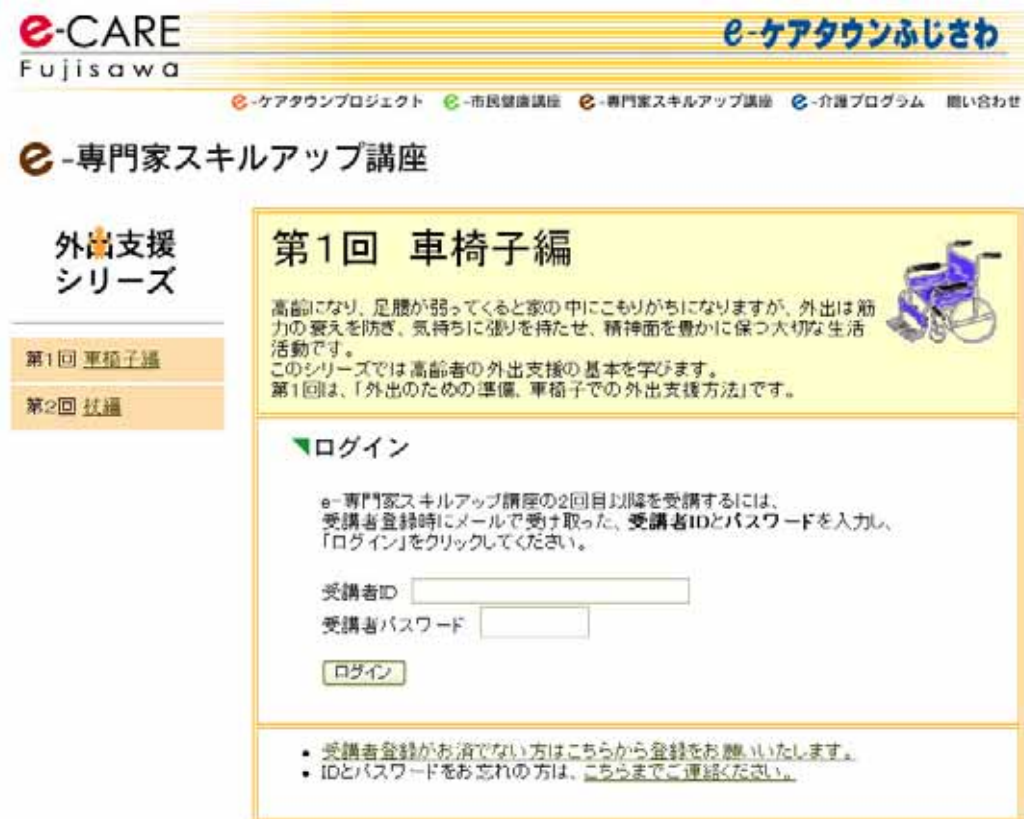 e-CARE
Fujisawa
e-ケアタウンふじさわ
e-ケアタウンプロジェクト e-市民健康講座 e-専門家スキルアップ講座 e-介護プログラム 問い合わせ
e-専門家スキルアップ講座
外出支援
シリーズ
第1回 車椅子編
第2回 杖編
第1回 車椅子編
高齢になり、足腰が弱ってくると家の中にこもりがちになりますが、外出は筋
力の衰えを防ぎ、気持ちに張りを持たせ、精神面を豊かに保つ大切な生活
活動です。
このシリーズでは高齢者の外出支援の基本を学びます。
第1回は、「外出のための準備、車椅子での外出支援方法」です。
ログイン
e-専門家スキルアップ講座の2回目以降を受講するには、
受講者登録時にメールで受け取った、受講者IDとパスワードを入力し、
「ログイン」をクリックしてください。
受講者ID
受講者パスワード
ログイン
• 受講者登録がお済でない方はこちらから登録をお願いいたします。
• IDとパスワードをお忘れの方は、こちらまでご連絡ください。